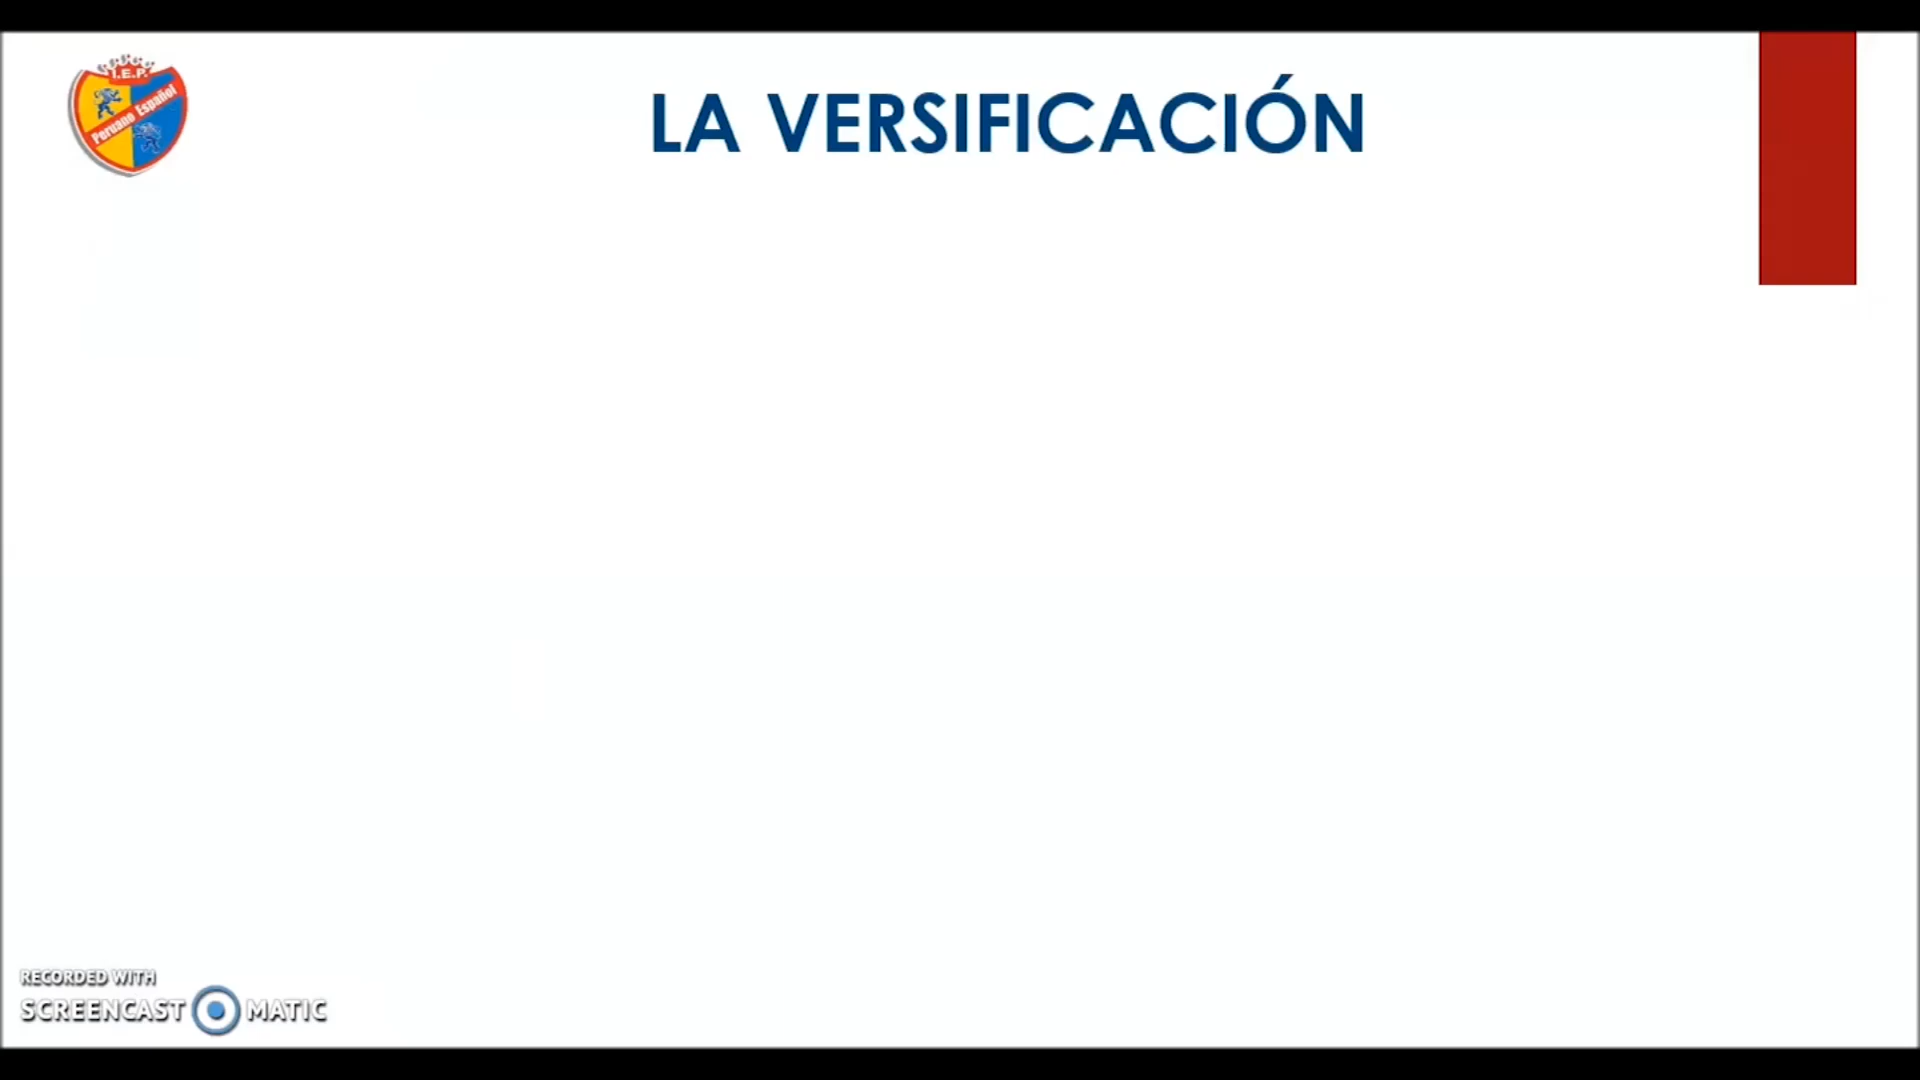 I.E.P.
Peruano Español
LA VERSIFICACIÓN
RECORDED WITH
SCREENCAST MATIC